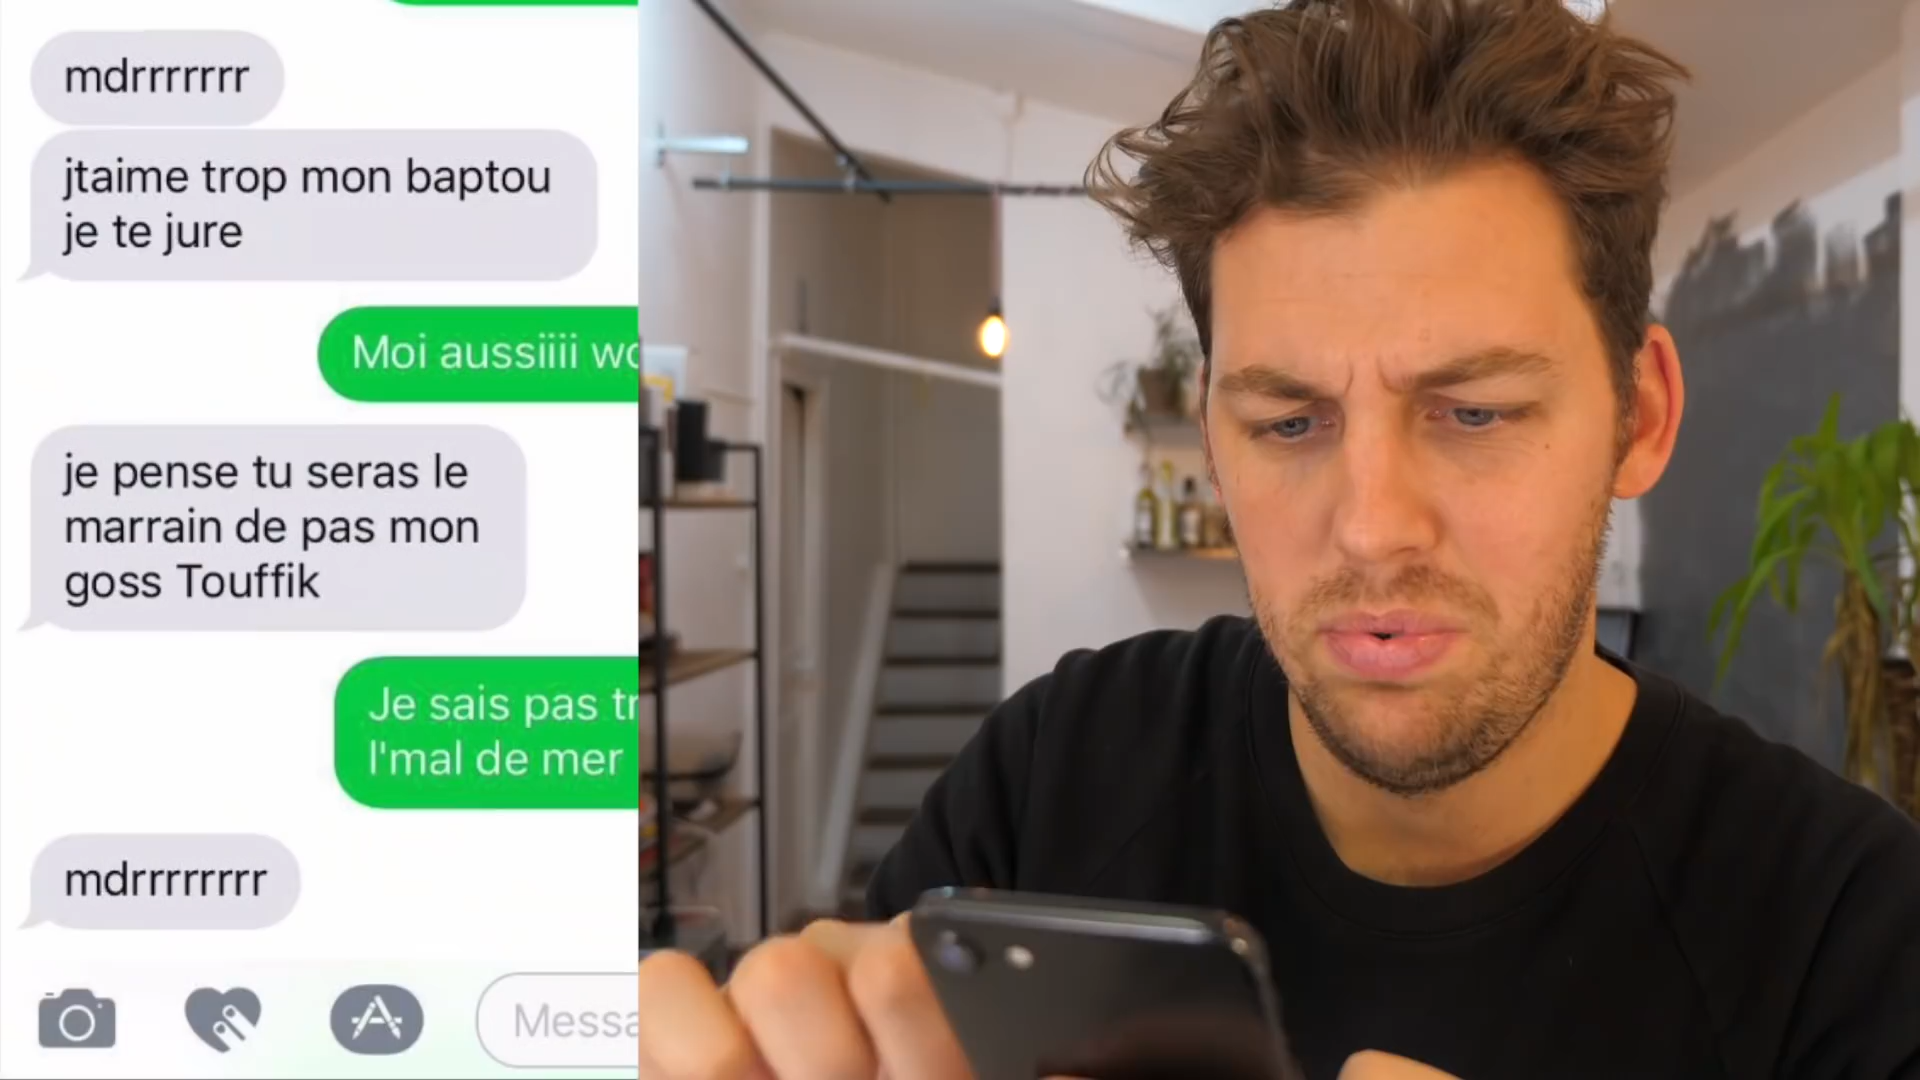 mdrrrrrrr
jtaime trop mon baptou
je te jure
Moi aussiiii
je pense tu seras le
marrain de pas mon
goss Touffik
Je sais pas
l'mal de mer
mdrrrrrrrr